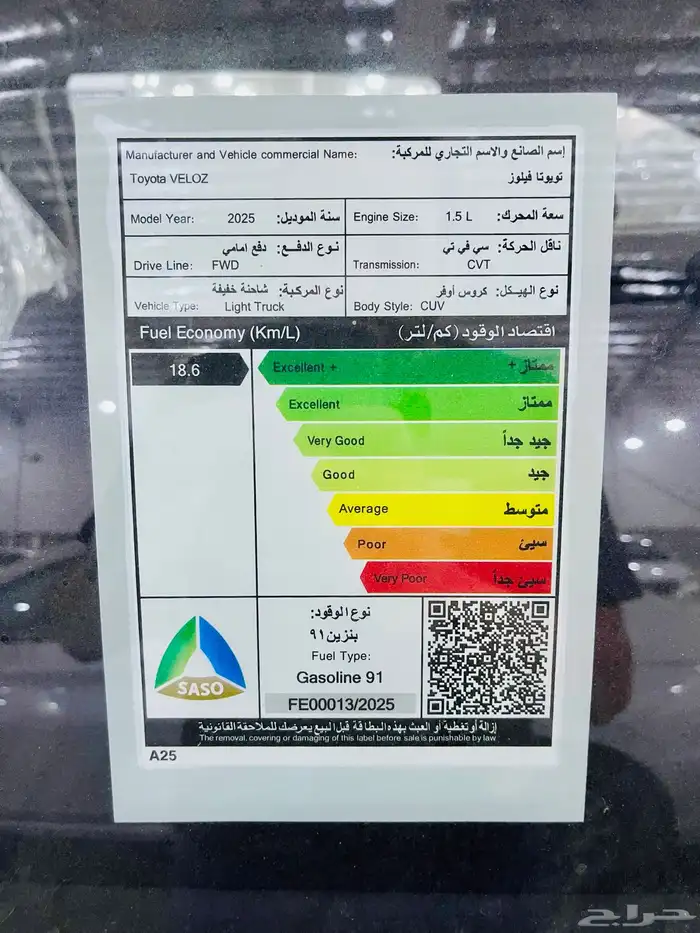 Manufacturer and Vehicle commercial Name: إسم الصانع والاسم التجاري للمركبة:
Toyota VELOZ تويوتا فيلوز
Model Year: 2025 سنة الموديل: Engine Size: 1.5 L سعة المحرك:
نوع الدفع: دفع امامي ناقل الحركة: سي في تي
Drive Line: FWD Transmission: CVT
نوع المركبة: شاحنة خفيفة نوع الهيكل: كروس أوفر
Vehicle Type: Light Truck Body Style: CUV
Fuel Economy (Km/L) اقتصاد الوقود (كم/لتر)
18.6 Excellent + ممتاز +
Excellent ممتاز
Very Good جيد جداً
Good جيد
Average متوسط
Poor سيئ
Very Poor سيئ جداً
نوع الوقود:
بنزين ٩١
Fuel Type:
Gasoline 91
SASO
FE00013/2025
إزالة أو تغطية أو العبث بهذه البطاقة قبل البيع يعرضك للملاحقة القانونية
The removal, covering or damaging of this label before sale is punishable by law
A25
حراج